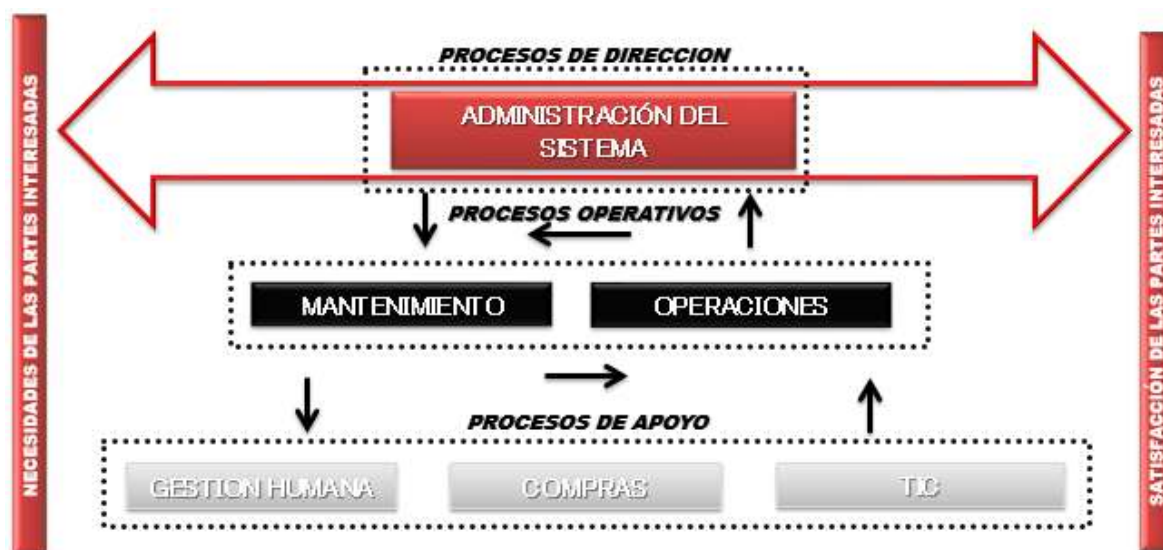 NECESIDADES DE LAS PARTES INTERESADAS
PROCESOS DE DIRECCION
ADMINISTRACIÓN DEL
SISTEMA
PROCESOS OPERATIVOS
MANTENIMIENTO
OPERACIONES
PROCESOS DE APOYO
GESTION HUMANA
COMPRAS
TIC
SATISFACCIÓN DE LAS PARTES INTERESADAS